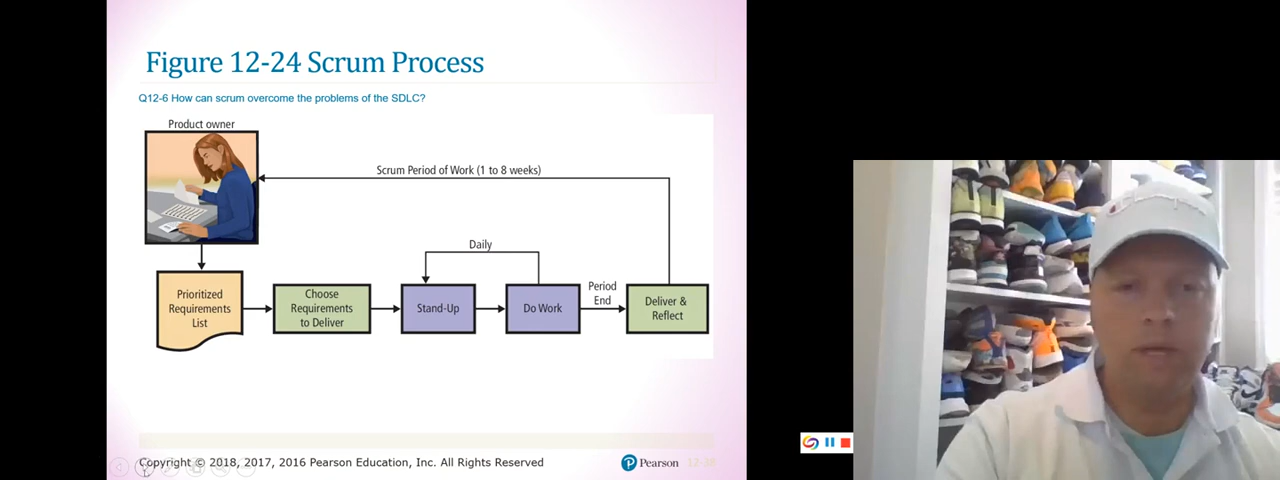 Figure 12-24 Scrum Process
Q12-6 How can scrum overcome the problems of the SDLC?
Product owner
Scrum Period of Work (1 to 8 weeks)
Daily
Prioritized
Requirements
List
Choose
Requirements
to Deliver
Stand-Up
Do Work
Period
End
Deliver &
Reflect
Copyright © 2018, 2017, 2016 Pearson Education, Inc. All Rights Reserved
Pearson